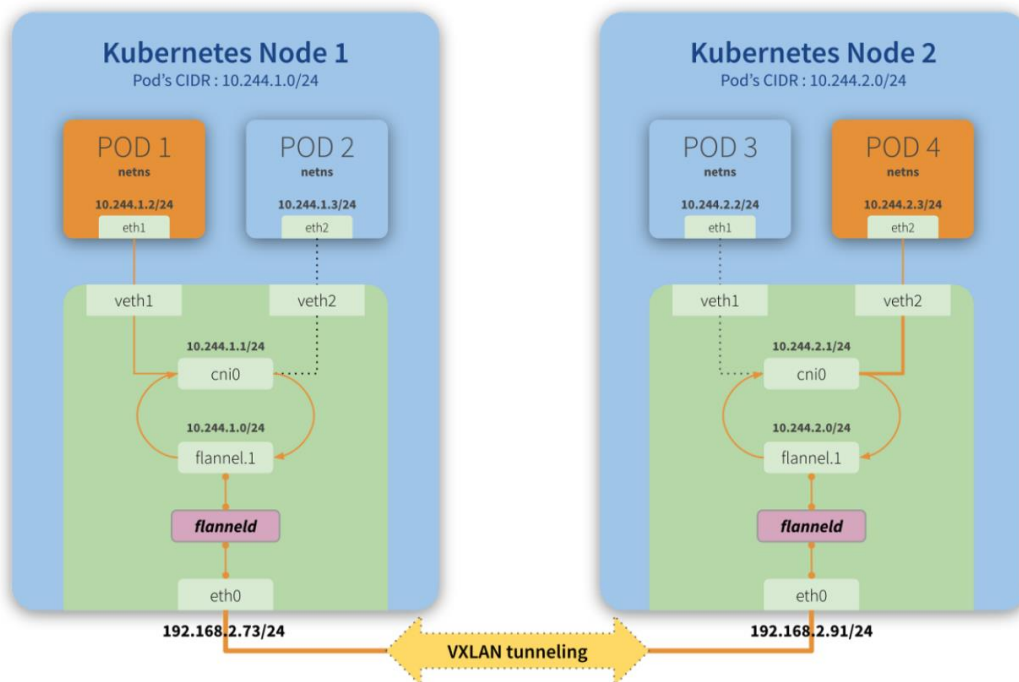 Kubernetes Node 1
Pod's CIDR : 10.244.1.0/24
POD 1
netns
10.244.1.2/24
eth1
POD 2
netns
10.244.1.3/24
eth2
veth1
veth2
10.244.1.1/24
cni0
10.244.1.0/24
flannel.1
flanneld
eth0
192.168.2.73/24
Kubernetes Node 2
Pod's CIDR : 10.244.2.0/24
POD 3
netns
10.244.2.2/24
eth1
POD 4
netns
10.244.2.3/24
eth2
veth1
veth2
10.244.2.1/24
cni0
10.244.2.0/24
flannel.1
flanneld
eth0
192.168.2.91/24
VXLAN tunneling